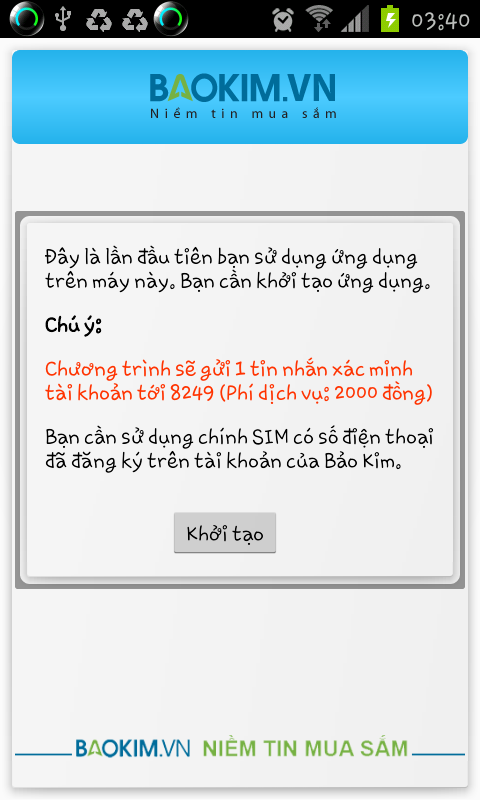 03:40
BAOKIM.VN
Niềm tin mua sắm
Đây là lần đầu tiên bạn sử dụng ứng dụng
trên máy này. Bạn cần khởi tạo ứng dụng.
Chú ý:
Chương trình sẽ gửi 1 tin nhắn xác minh
tài khoản tới 8249 (Phí dịch vụ: 2000 đồng)
Bạn cần sử dụng chính SIM có số điện thoại
đã đăng ký trên tài khoản của Bảo Kim.
Khởi tạo
BAOKIM.VN NIỀM TIN MUA SẮM